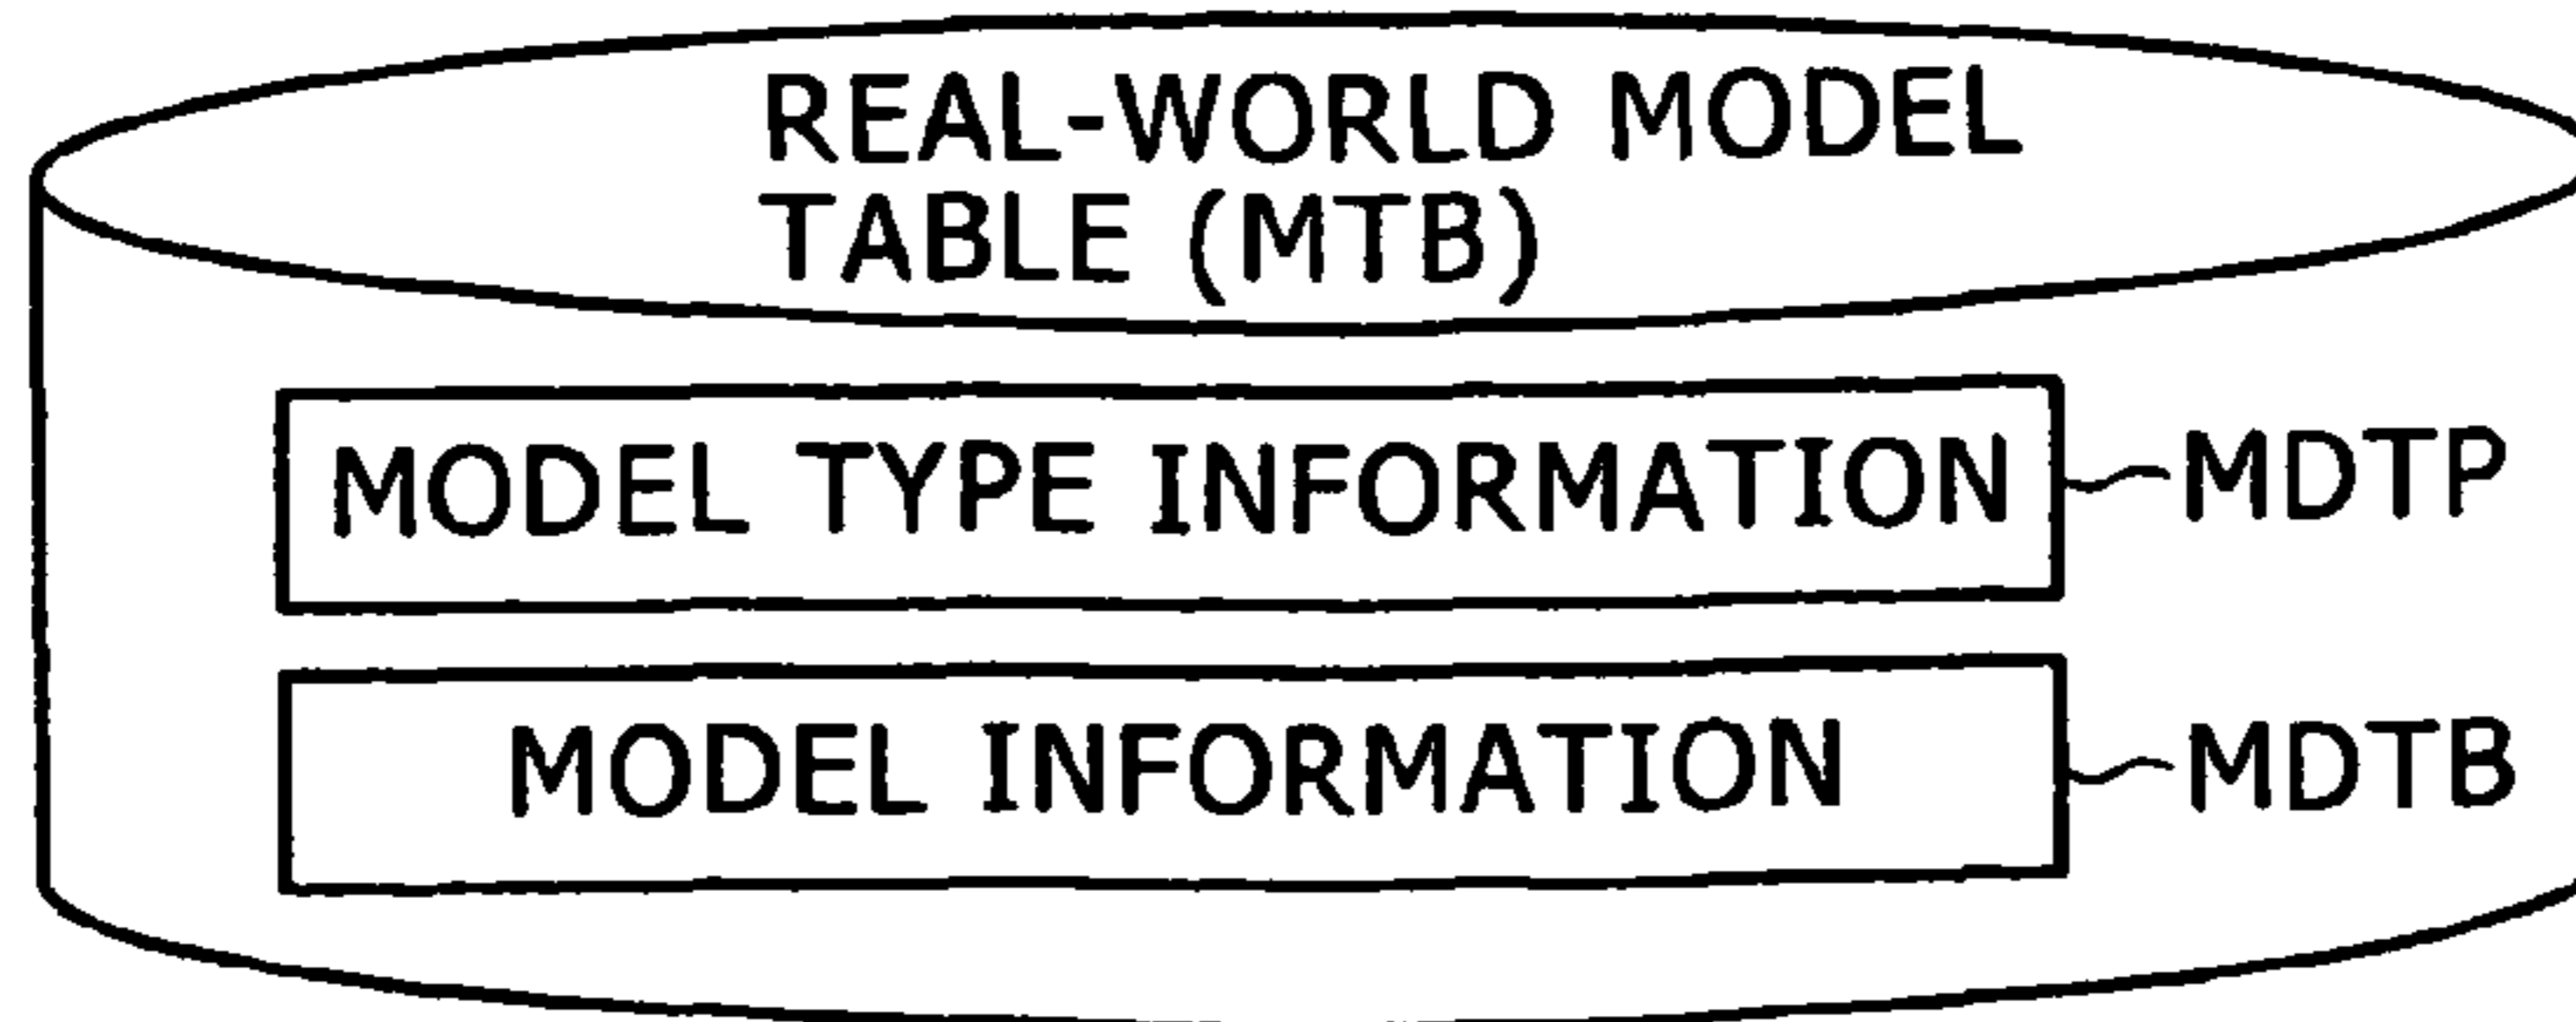 REAL-WORLD MODEL
TABLE (MTB)
MODEL TYPE INFORMATION MDTP
MODEL INFORMATION MDTB